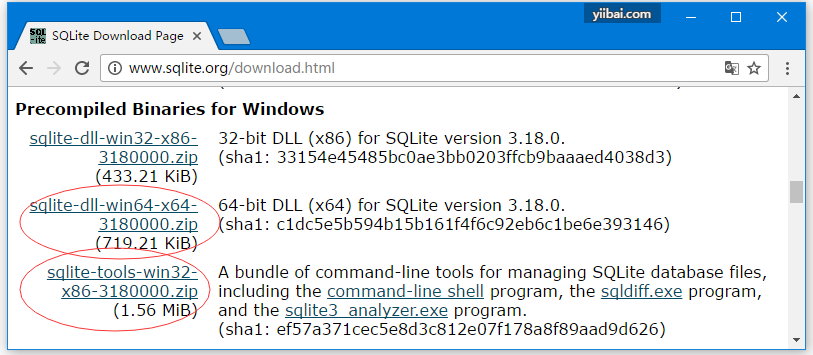 yiibai.com
SQLite Download Page
www.sqlite.org/download.html
Precompiled Binaries for Windows
sqlite-dll-win32-x86-
3180000.zip
(433.21 KiB)
32-bit DLL (x86) for SQLite version 3.18.0.
(sha1: 33154e45485bc0ae3bb0203ffcb9baaaed4038d3)
sqlite-dll-win64-x64-
3180000.zip
(719.21 KiB)
64-bit DLL (x64) for SQLite version 3.18.0.
(sha1: c1dc5e5b594b15b161f4f6c92eb6c1be6e393146)
sqlite-tools-win32-
x86-3180000.zip
(1.56 MiB)
A bundle of command-line tools for managing SQLite database files,
including the command-line shell program, the sqldiff.exe program,
and the sqlite3_analyzer.exe program.
(sha1: ef57a371cec5e8d3c812e07f178a8f89aad9d626)